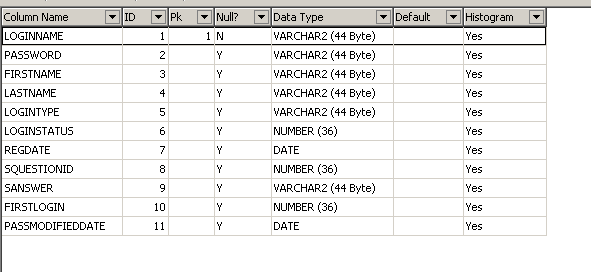 Column Name ID Pk Null? Data Type Default Histogram
LOGINNAME 1 1 N VARCHAR2 (44 Byte) Yes
PASSWORD 2 Y VARCHAR2 (44 Byte) Yes
FIRSTNAME 3 Y VARCHAR2 (44 Byte) Yes
LASTNAME 4 Y VARCHAR2 (44 Byte) Yes
LOGINTYPE 5 Y VARCHAR2 (44 Byte) Yes
LOGINSTATUS 6 Y NUMBER (36) Yes
REGDATE 7 Y DATE Yes
SQUESTIONID 8 Y NUMBER (36) Yes
SANSWER 9 Y VARCHAR2 (44 Byte) Yes
FIRSTLOGIN 10 Y NUMBER (36) Yes
PASSMODIFIEDDATE 11 Y DATE Yes